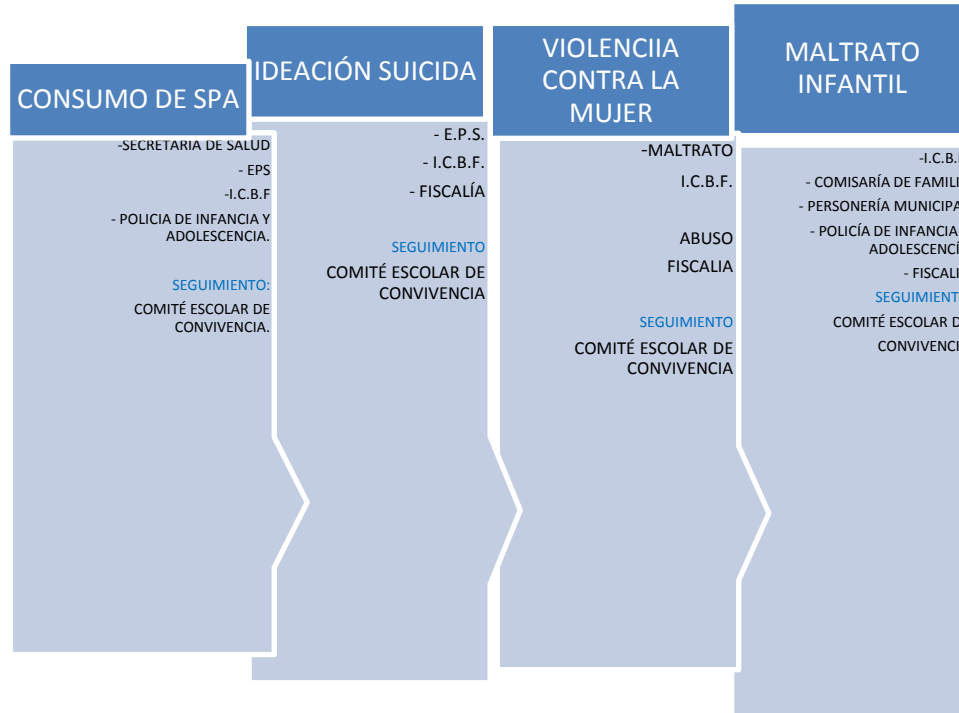 CONSUMO DE SPA
-SECRETARIA DE SALUD
- EPS
-I.C.B.F
- POLICIA DE INFANCIA Y
ADOLESCENCIA.
SEGUIMIENTO:
COMITÉ ESCOLAR DE
CONVIVENCIA.
IDEACIÓN SUICIDA
- E.P.S.
- I.C.B.F.
- FISCALÍA
SEGUIMIENTO
COMITÉ ESCOLAR DE
CONVIVENCIA
VIOLENCIIA
CONTRA LA
MUJER
-MALTRATO
I.C.B.F.
ABUSO
FISCALIA
SEGUIMIENTO
COMITÉ ESCOLAR DE
CONVIVENCIA
MALTRATO
INFANTIL
-I.C.B.
- COMISARÍA DE FAMILI
- PERSONERÍA MUNICIPA
- POLICÍA DE INFANCIA
ADOLESCENCÍ
- FISCALI
SEGUIMIENT
COMITÉ ESCOLAR D
CONVIVENCI